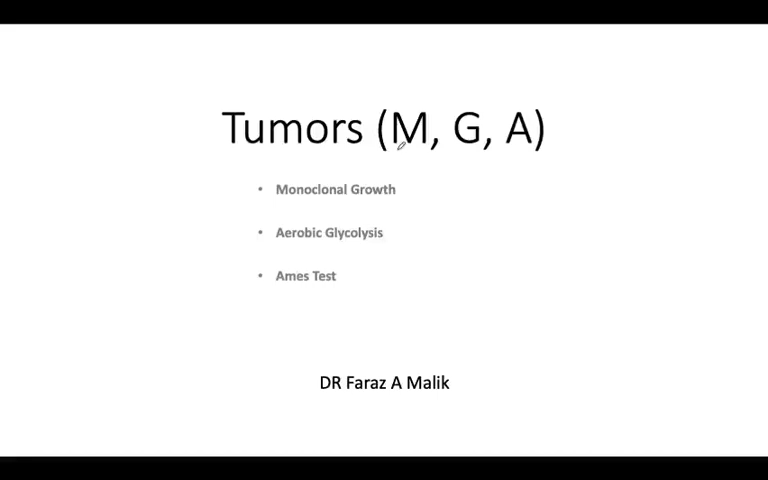 Tumors (M, G, A)
• Monoclonal Growth
• Aerobic Glycolysis
• Ames Test
DR Faraz A Malik